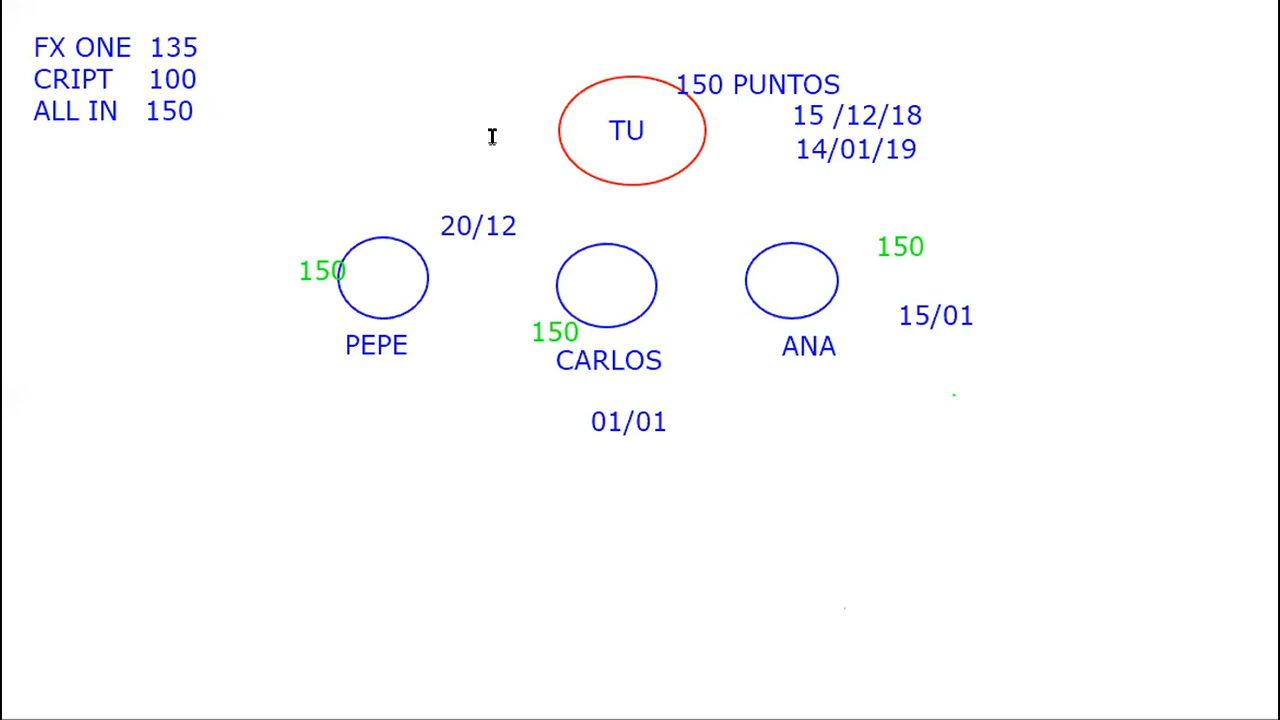 FX ONE 135
CRIPT 100
ALL IN 150
150 PUNTOS
TU
15 /12/18
14/01/19
20/12
150
PEPE
150
CARLOS
01/01
150
ANA
15/01